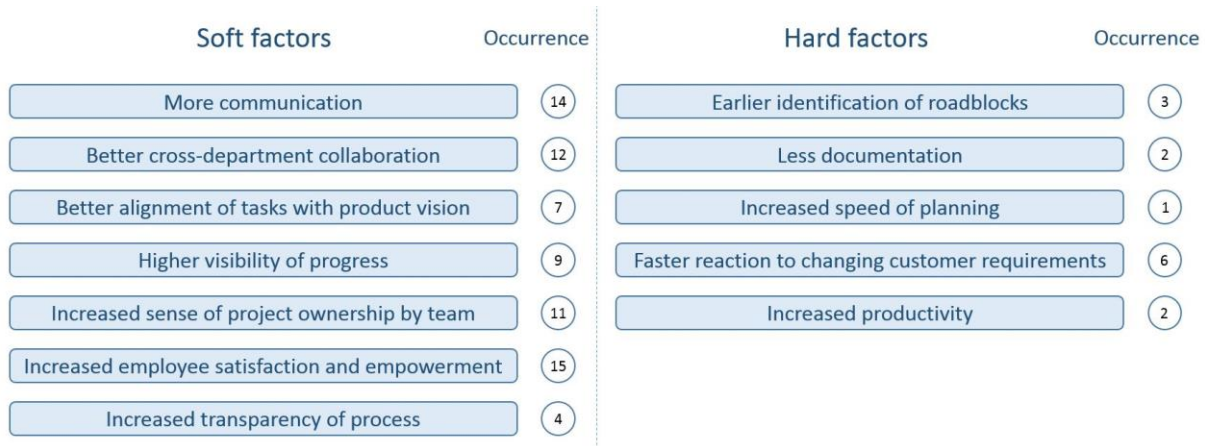 Soft factors Occurrence
More communication 14
Better cross-department collaboration 12
Better alignment of tasks with product vision 7
Higher visibility of progress 9
Increased sense of project ownership by team 11
Increased employee satisfaction and empowerment 15
Increased transparency of process 4
Hard factors Occurrence
Earlier identification of roadblocks 3
Less documentation 2
Increased speed of planning 1
Faster reaction to changing customer requirements 6
Increased productivity 2